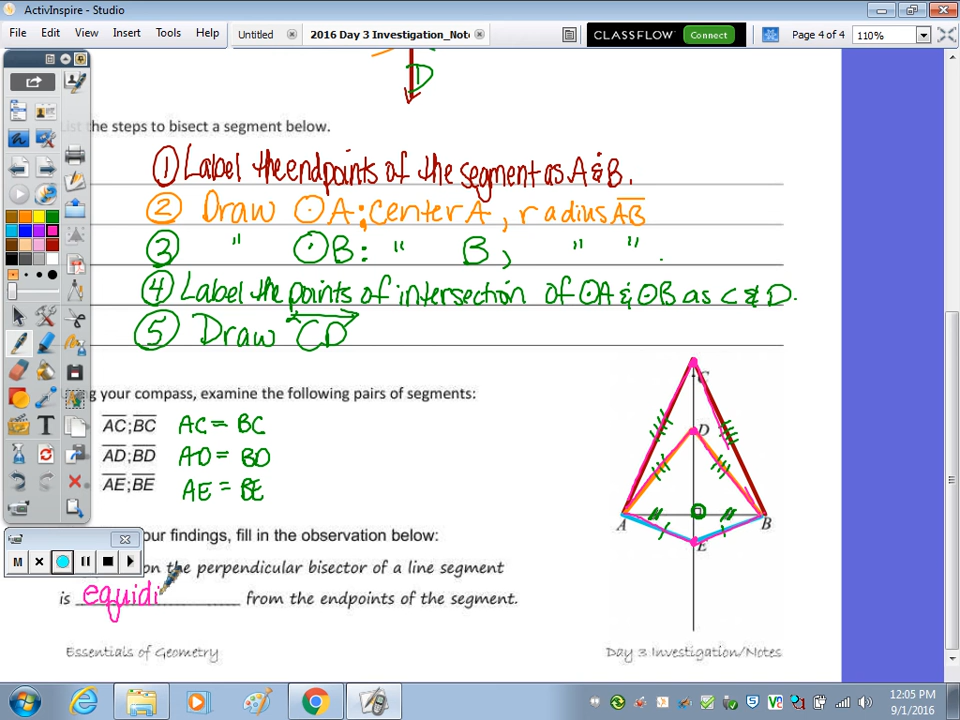 ActivInspire - Studio
File Edit View Insert Tools Help Untitled 2016 Day 3 Investigation_Not CLASSFLOW Connect Page 4 of 4 110%
D
the steps to bisect a segment below.
① Label the endpoints of the segment as A & B.
② Draw ⊙A: center A, radius AB
③ " ⊙B: " B, " ".
④ Label the points of intersection of ⊙A & ⊙B as C & D.
⑤ Draw CD
your compass, examine the following pairs of segments:
AC; BC AC = BC
AD; BD AD = BD
AE; BE AE = BE
C
D
A B
E
our findings, fill in the observation below:
M
on the perpendicular bisector of a line segment
is equidi from the endpoints of the segment.
Essentials of Geometry Day 3 Investigation/Notes
12:05 PM
9/1/2016